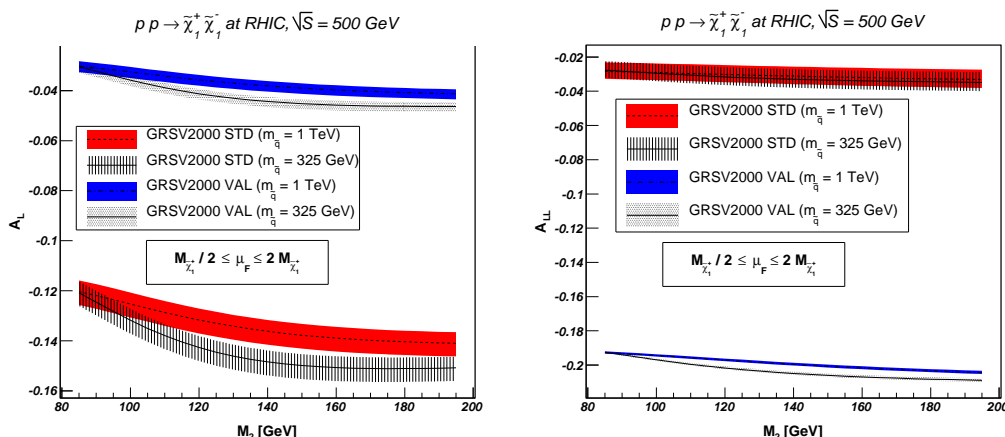 p p → χ̃₁⁺ χ̃₁⁻ at RHIC, √S = 500 GeV
A_L
-0.04
-0.06
-0.08
-0.1
-0.12
-0.14
-0.16
GRSV2000 STD (m_q̃ = 1 TeV)
GRSV2000 STD (m_q̃ = 325 GeV)
GRSV2000 VAL (m_q̃ = 1 TeV)
GRSV2000 VAL (m_q̃ = 325 GeV)
M_χ̃₁⁺ / 2 ≤ μ_F ≤ 2 M_χ̃₁⁺
80 100 120 140 160 180 200
M₂ [GeV]
p p → χ̃₁⁺ χ̃₁⁻ at RHIC, √S = 500 GeV
A_LL
-0.02
-0.04
-0.06
-0.08
-0.1
-0.12
-0.14
-0.16
-0.18
-0.2
GRSV2000 STD (m_q̃ = 1 TeV)
GRSV2000 STD (m_q̃ = 325 GeV)
GRSV2000 VAL (m_q̃ = 1 TeV)
GRSV2000 VAL (m_q̃ = 325 GeV)
M_χ̃₁⁺ / 2 ≤ μ_F ≤ 2 M_χ̃₁⁺
80 100 120 140 160 180 200
M₂ [GeV]